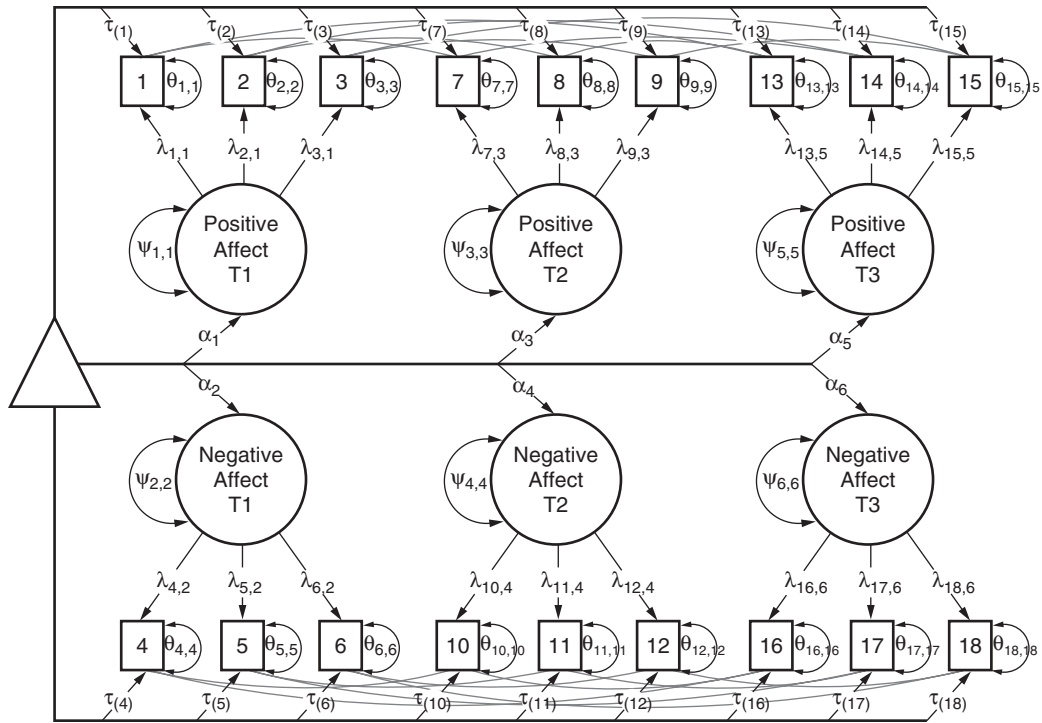 τ(1) τ(2) τ(3) τ(7) τ(8) τ(9) τ(13) τ(14) τ(15)
1 θ1,1 2 θ2,2 3 θ3,3 7 θ7,7 8 θ8,8 9 θ9,9 13 θ13,13 14 θ14,14 15 θ15,15
λ1,1 λ2,1 λ3,1 λ7,3 λ8,3 λ9,3 λ13,5 λ14,5 λ15,5
Positive Affect T1
Ψ1,1
Positive Affect T2
Ψ3,3
Positive Affect T3
Ψ5,5
α1 α3 α5
α2 α4 α6
Negative Affect T1
Ψ2,2
Negative Affect T2
Ψ4,4
Negative Affect T3
Ψ6,6
λ4,2 λ5,2 λ6,2 λ10,4 λ11,4 λ12,4 λ16,6 λ17,6 λ18,6
4 θ4,4 5 θ5,5 6 θ6,6 10 θ10,10 11 θ11,11 12 θ12,12 16 θ16,16 17 θ17,17 18 θ18,18
τ(4) τ(5) τ(6) τ(10) τ(11) τ(12) τ(16) τ(17) τ(18)